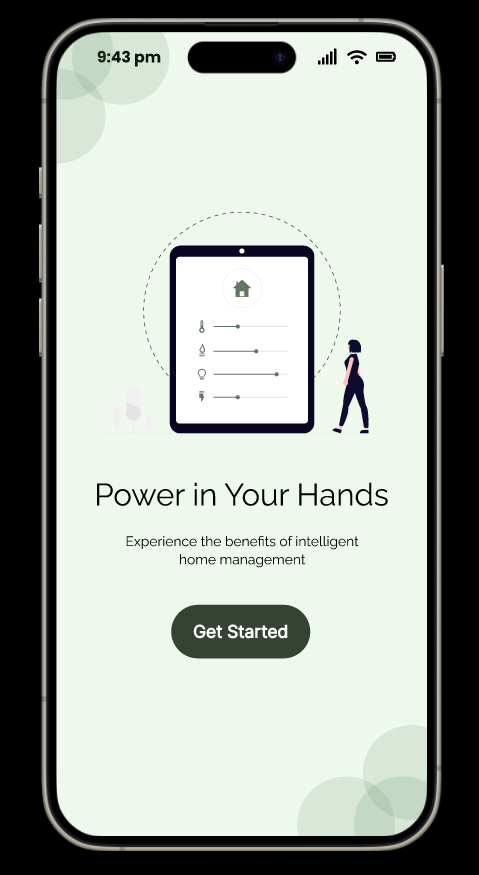 9:43 pm
Power in Your Hands
Experience the benefits of intelligent
home management
Get Started